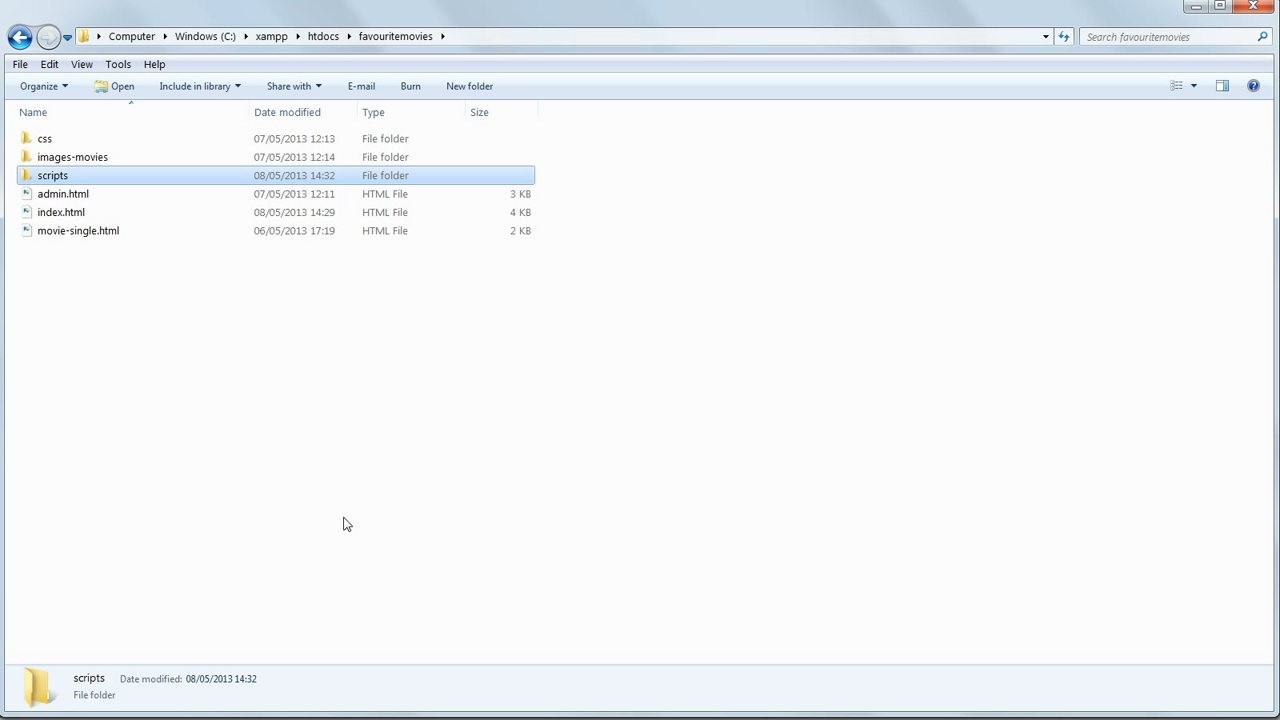 Computer Windows (C:) xampp htdocs favouritemovies Search favouritemovies
File Edit View Tools Help
Organize Open Include in library Share with E-mail Burn New folder
Name Date modified Type Size
css 07/05/2013 12:13 File folder
images-movies 07/05/2013 12:14 File folder
scripts 08/05/2013 14:32 File folder
admin.html 07/05/2013 12:11 HTML File 3 KB
index.html 08/05/2013 14:29 HTML File 4 KB
movie-single.html 06/05/2013 17:19 HTML File 2 KB
scripts Date modified: 08/05/2013 14:32
File folder